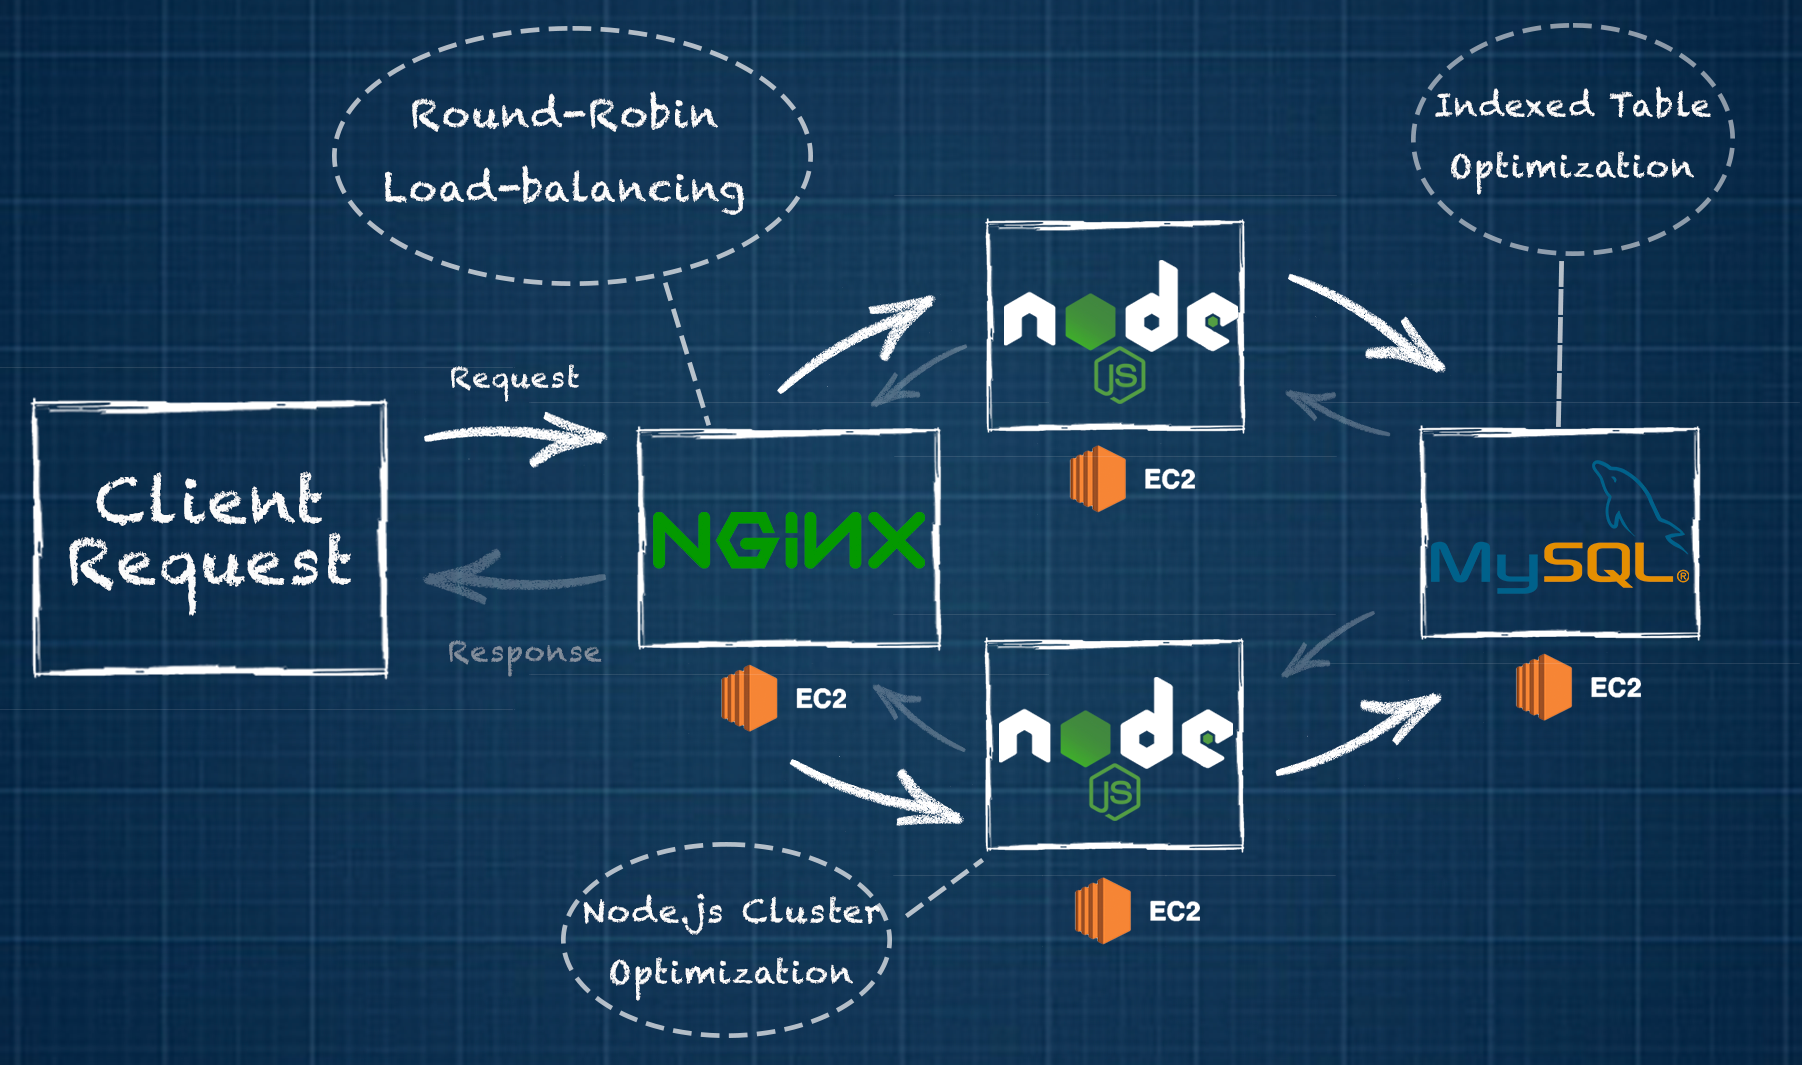 Round-Robin
Load-balancing
Indexed Table
Optimization
Request
Client
Request
Response
NGINX
EC2
node
JS
EC2
node
JS
EC2
MySQL®
EC2
Node.js Cluster
Optimization